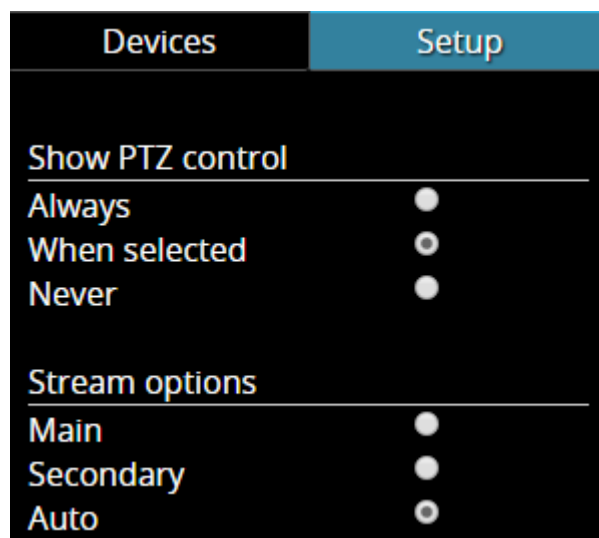 Devices Setup
Show PTZ control
Always
When selected
Never
Stream options
Main
Secondary
Auto